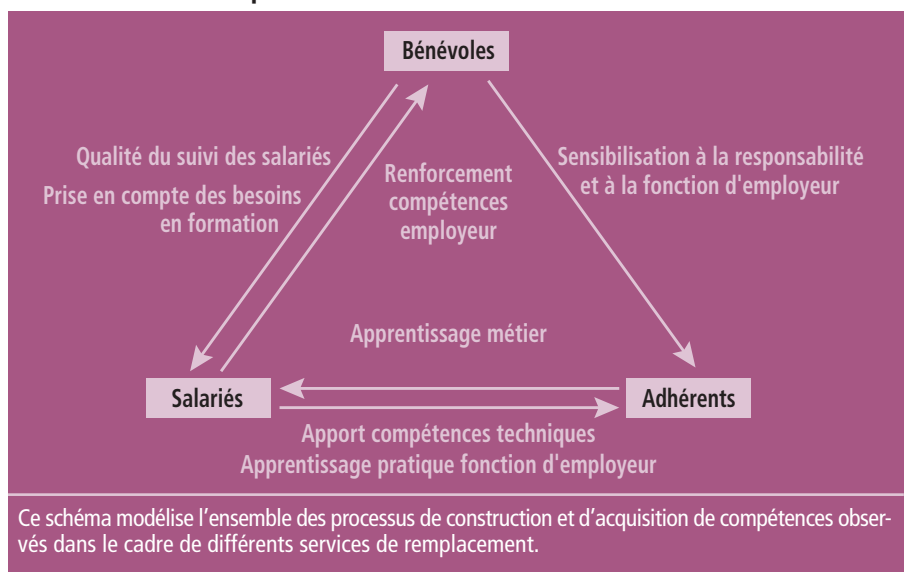 Bénévoles
Qualité du suivi des salariés
Prise en compte des besoins
en formation
Renforcement
compétences
employeur
Sensibilisation à la responsabilité
et à la fonction d'employeur
Apprentissage métier
Salariés
Adhérents
Apport compétences techniques
Apprentissage pratique fonction d'employeur
Ce schéma modélise l'ensemble des processus de construction et d'acquisition de compétences obser-
vés dans le cadre de différents services de remplacement.